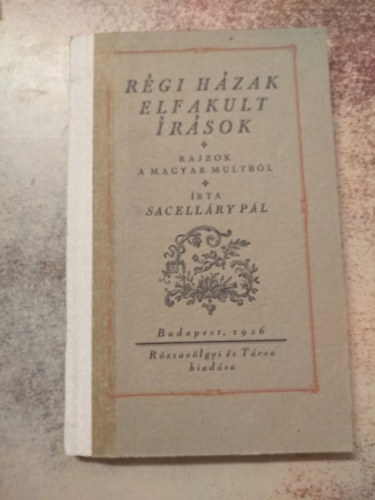 RÉGI HÁZAK
ELFAKULT
ÍRÁSOK
RAJZOK
A MAGYAR MULTBÓL
ÍRTA
SACELLÁRY PÁL
Budapest, 1926
Rózsavölgyi és Társa
kiadása